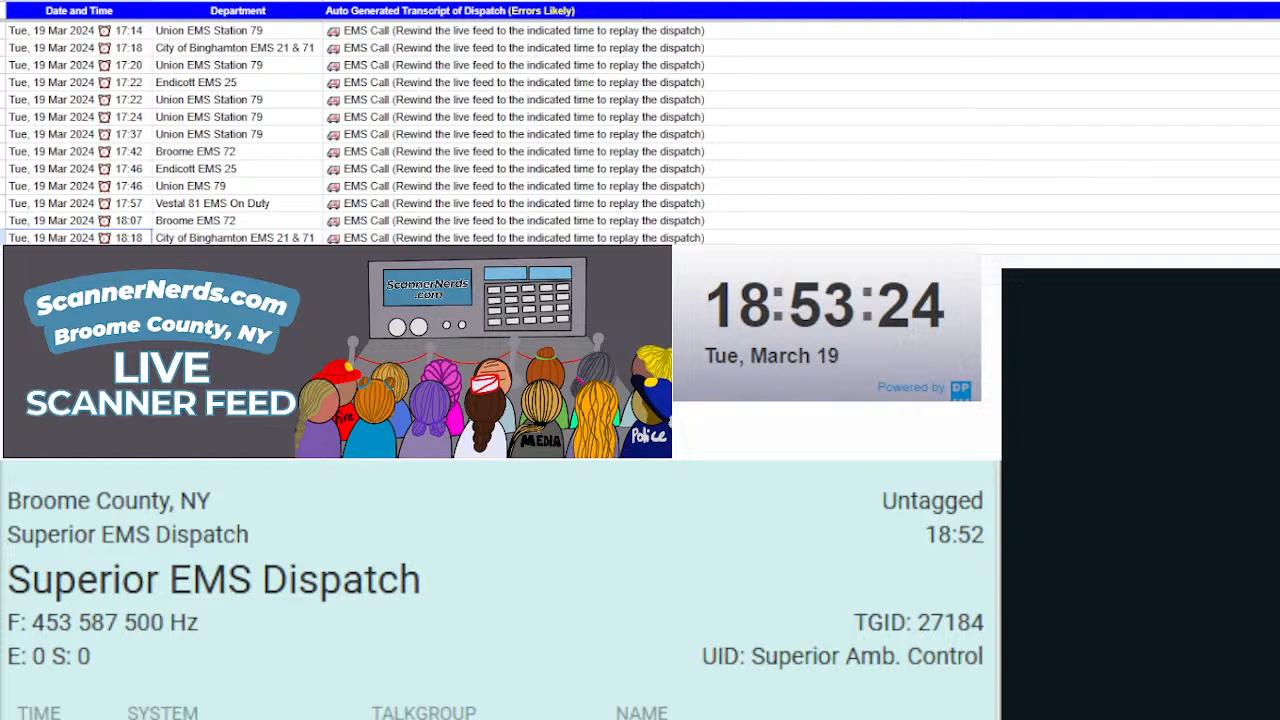 Date and Time Department Auto Generated Transcript of Dispatch (Errors Likely)
Tue, 19 Mar 2024 ⏰ 17:14 Union EMS Station 79 🚑 EMS Call (Rewind the live feed to the indicated time to replay the dispatch)
Tue, 19 Mar 2024 ⏰ 17:18 City of Binghamton EMS 21 & 71 🚑 EMS Call (Rewind the live feed to the indicated time to replay the dispatch)
Tue, 19 Mar 2024 ⏰ 17:20 Union EMS Station 79 🚑 EMS Call (Rewind the live feed to the indicated time to replay the dispatch)
Tue, 19 Mar 2024 ⏰ 17:22 Endicott EMS 25 🚑 EMS Call (Rewind the live feed to the indicated time to replay the dispatch)
Tue, 19 Mar 2024 ⏰ 17:22 Union EMS Station 79 🚑 EMS Call (Rewind the live feed to the indicated time to replay the dispatch)
Tue, 19 Mar 2024 ⏰ 17:24 Union EMS Station 79 🚑 EMS Call (Rewind the live feed to the indicated time to replay the dispatch)
Tue, 19 Mar 2024 ⏰ 17:37 Union EMS Station 79 🚑 EMS Call (Rewind the live feed to the indicated time to replay the dispatch)
Tue, 19 Mar 2024 ⏰ 17:42 Broome EMS 72 🚑 EMS Call (Rewind the live feed to the indicated time to replay the dispatch)
Tue, 19 Mar 2024 ⏰ 17:46 Endicott EMS 25 🚑 EMS Call (Rewind the live feed to the indicated time to replay the dispatch)
Tue, 19 Mar 2024 ⏰ 17:46 Union EMS 79 🚑 EMS Call (Rewind the live feed to the indicated time to replay the dispatch)
Tue, 19 Mar 2024 ⏰ 17:57 Vestal 81 EMS On Duty 🚑 EMS Call (Rewind the live feed to the indicated time to replay the dispatch)
Tue, 19 Mar 2024 ⏰ 18:07 Broome EMS 72 🚑 EMS Call (Rewind the live feed to the indicated time to replay the dispatch)
Tue, 19 Mar 2024 ⏰ 18:18 City of Binghamton EMS 21 & 71 🚑 EMS Call (Rewind the live feed to the indicated time to replay the dispatch)
ScannerNerds.com
Broome County, NY
LIVE
SCANNER FEED
ScannerNerds
.com
Fire
MEDIA
Police
18:53:24
Tue, March 19
Powered by DP
Broome County, NY Untagged
Superior EMS Dispatch 18:52
Superior EMS Dispatch
F: 453 587 500 Hz TGID: 27184
E: 0 S: 0 UID: Superior Amb. Control
TIME SYSTEM TALKGROUP NAME